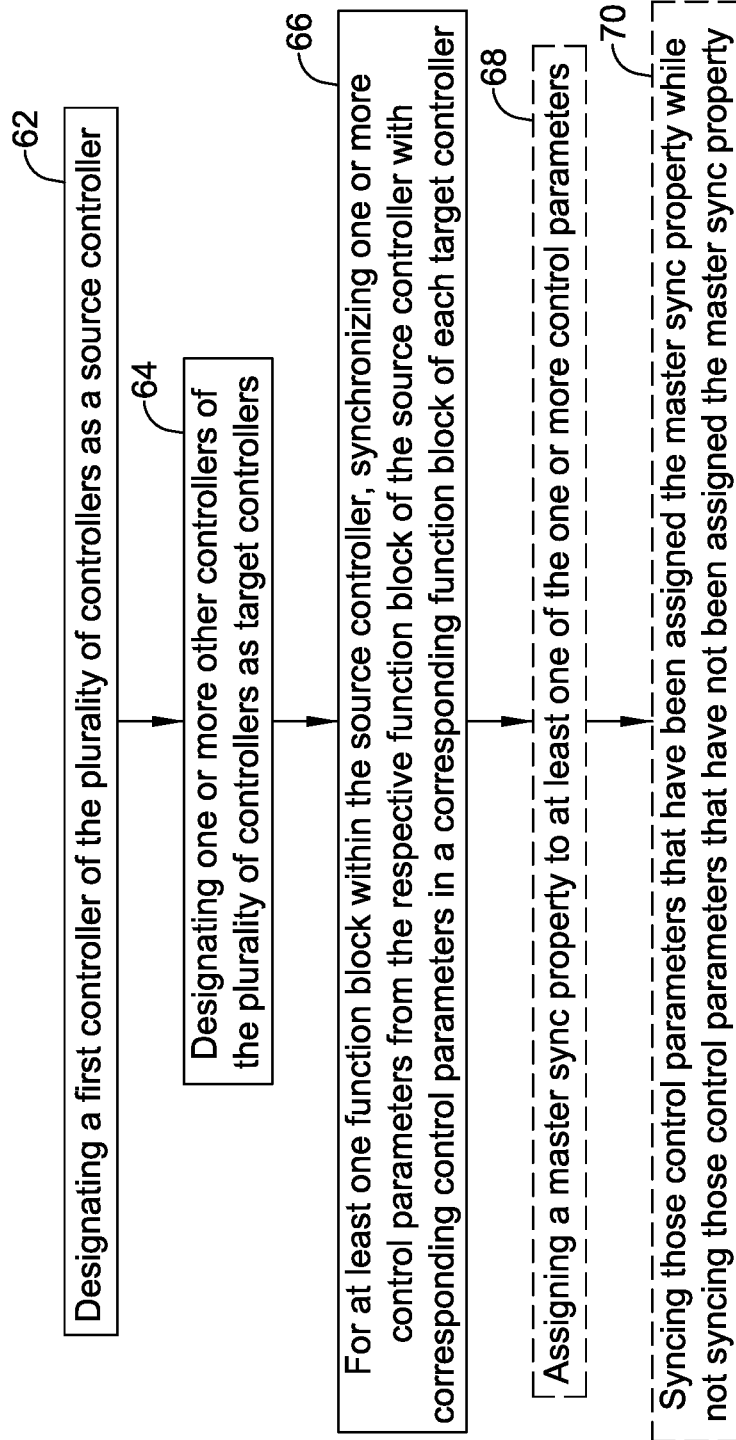 62
Designating a first controller of the plurality of controllers as a source controller
64
Designating one or more other controllers of
the plurality of controllers as target controllers
66
For at least one function block within the source controller, synchronizing one or more
control parameters from the respective function block of the source controller with
corresponding control parameters in a corresponding function block of each target controller
68
Assigning a master sync property to at least one of the one or more control parameters
70
Syncing those control parameters that have been assigned the master sync property while
not syncing those control parameters that have not been assigned the master sync property